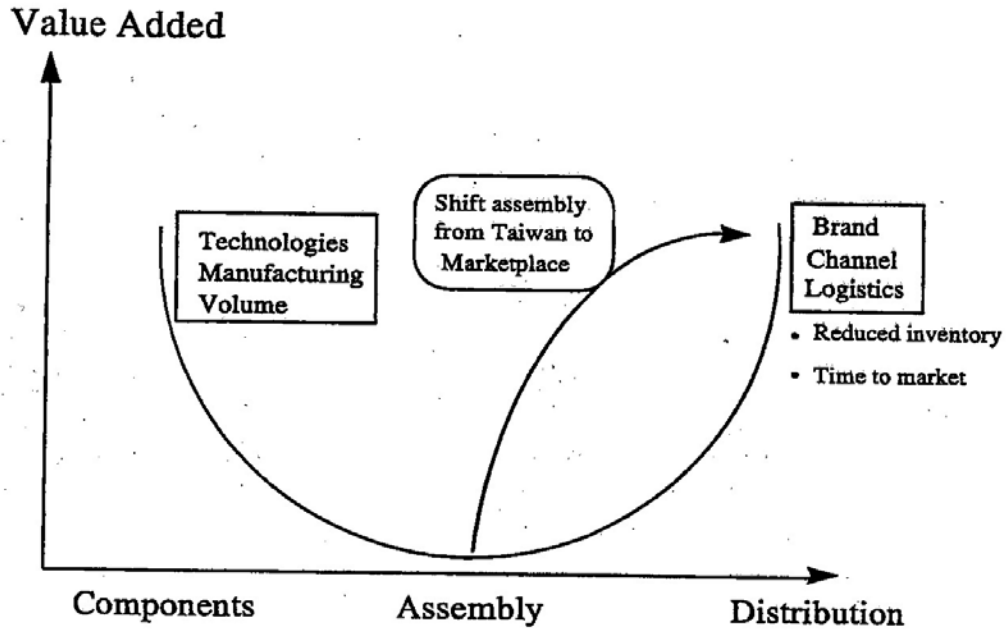 Value Added
Technologies
Manufacturing
Volume
Shift assembly
from Taiwan to
Marketplace
Brand
Channel
Logistics
• Reduced inventory
• Time to market
Components
Assembly
Distribution